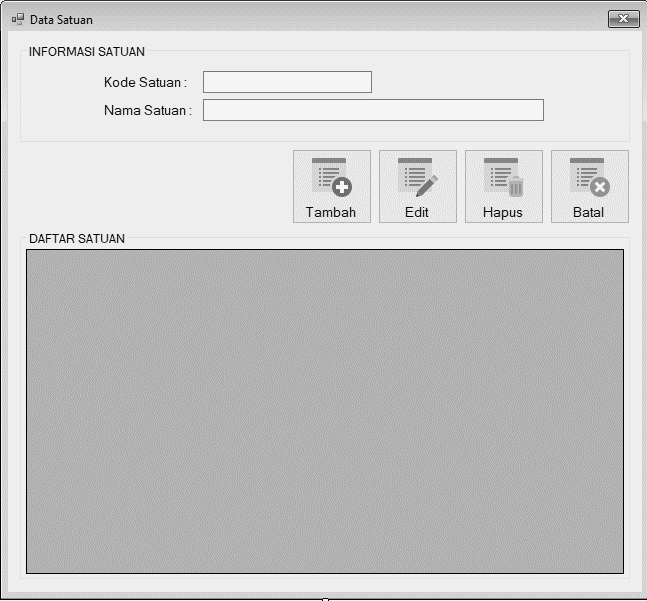 Data Satuan
INFORMASI SATUAN
Kode Satuan :
Nama Satuan :
Tambah
Edit
Hapus
Batal
DAFTAR SATUAN